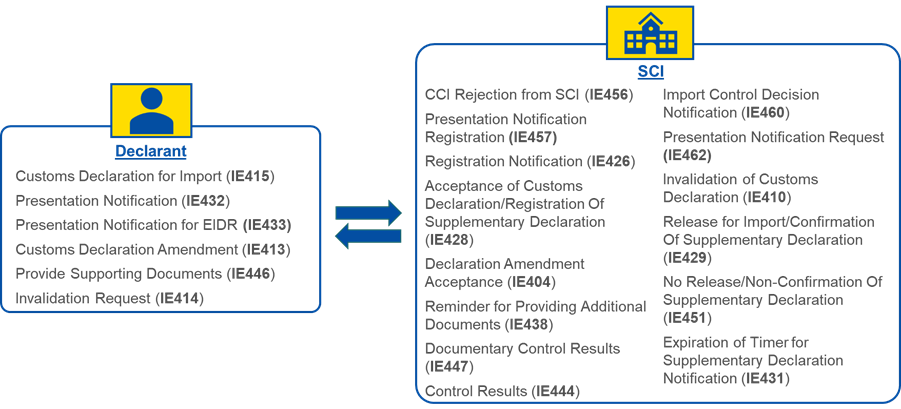 Declarant
Customs Declaration for Import (IE415)
Presentation Notification (IE432)
Presentation Notification for EIDR (IE433)
Customs Declaration Amendment (IE413)
Provide Supporting Documents (IE446)
Invalidation Request (IE414)
SCI
CCI Rejection from SCI (IE456)
Presentation Notification
Registration (IE457)
Registration Notification (IE426)
Acceptance of Customs
Declaration/Registration Of
Supplementary Declaration
(IE428)
Declaration Amendment
Acceptance (IE404)
Reminder for Providing Additional
Documents (IE438)
Documentary Control Results
(IE447)
Control Results (IE444)
Import Control Decision
Notification (IE460)
Presentation Notification Request
(IE462)
Invalidation of Customs
Declaration (IE410)
Release for Import/Confirmation
Of Supplementary Declaration
(IE429)
No Release/Non-Confirmation Of
Supplementary Declaration
(IE451)
Expiration of Timer for
Supplementary Declaration
Notification (IE431)